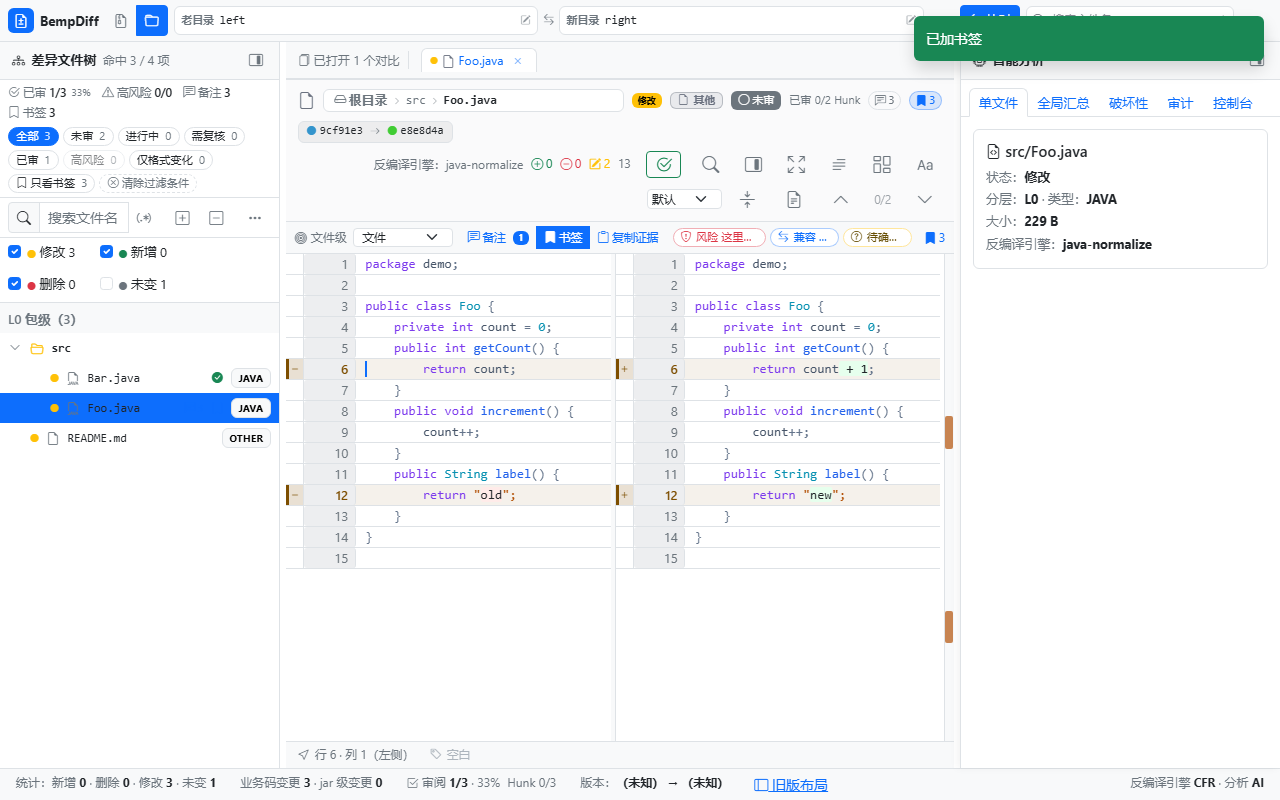 BempDiff
老目录 left
新目录 right
已加书签
差异文件树 命中 3 / 4 项
已审 1/3 33% 高风险 0/0 备注 3
书签 3
全部 3 未审 2 进行中 0 需复核 0
已审 1 高风险 0 仅格式变化 0
只看书签 3 清除过滤条件
搜索文件名 (.*)
修改 3 新增 0
删除 0 未变 1
L0 包级 (3)
src
Bar.java JAVA
Foo.java JAVA
README.md OTHER
已打开 1 个对比 Foo.java ×
根目录 › src › Foo.java 修改 其他 未审 已审 0/2 Hunk 3 3
9cf91e3 → e8e8d4a
反编译引擎: java-normalize 0 0 2 13 Aa
默认 0/2
文件级 文件 备注 1 书签 复制证据 风险 这里... 兼容 ... 待确... 3
1 package demo;
2
3 public class Foo {
4 private int count = 0;
5 public int getCount() {
− 6 return count;
7 }
8 public void increment() {
9 count++;
10 }
11 public String label() {
− 12 return "old";
13 }
14 }
15
1 package demo;
2
3 public class Foo {
4 private int count = 0;
5 public int getCount() {
+ 6 return count + 1;
7 }
8 public void increment() {
9 count++;
10 }
11 public String label() {
+ 12 return "new";
13 }
14 }
15
行 6 · 列 1 (左侧) 空白
单文件 全局汇总 破坏性 审计 控制台
src/Foo.java
状态: 修改
分层: L0 · 类型: JAVA
大小: 229 B
反编译引擎: java-normalize
统计: 新增 0 · 删除 0 · 修改 3 · 未变 1 业务码变更 3 · jar 级变更 0 审阅 1/3 · 33% Hunk 0/3 版本: (未知) → (未知) 旧版布局 反编译引擎 CFR · 分析 AI